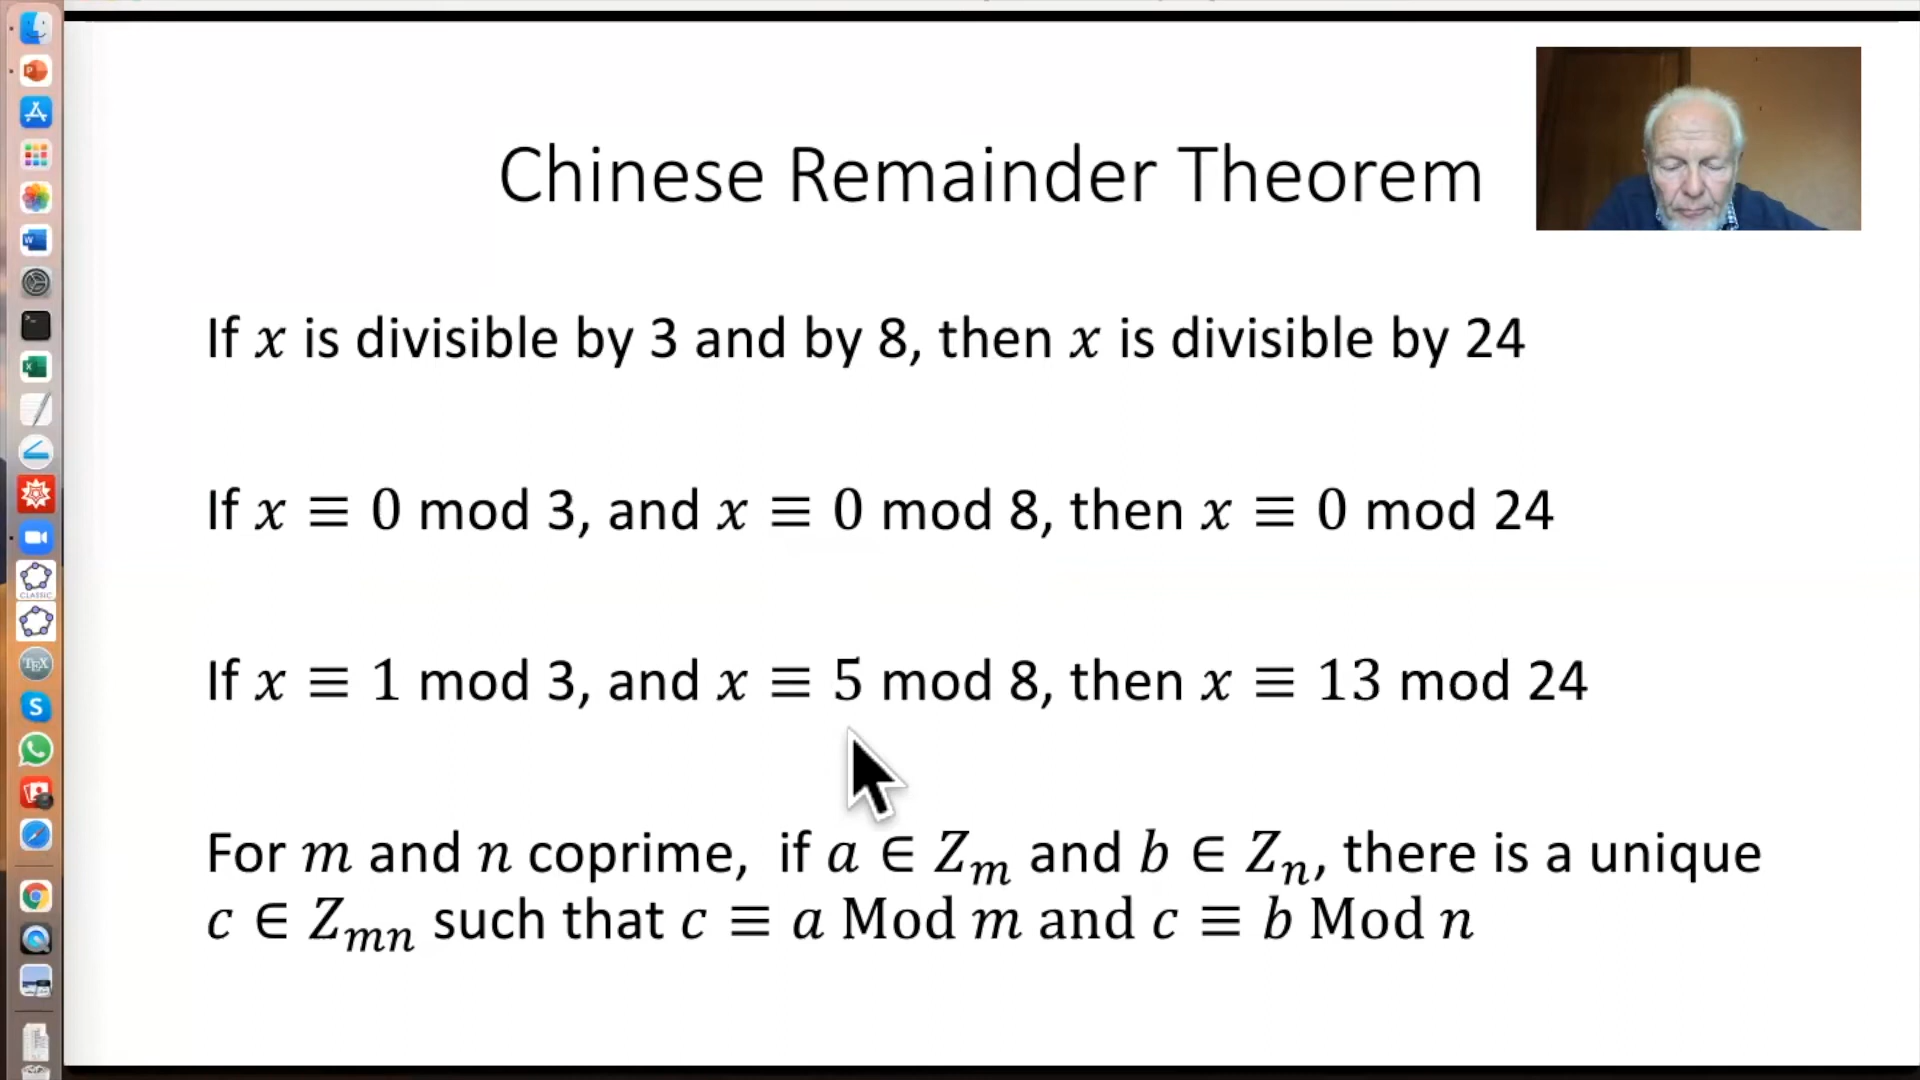 Chinese Remainder Theorem
If x is divisible by 3 and by 8, then x is divisible by 24
If x ≡ 0 mod 3, and x ≡ 0 mod 8, then x ≡ 0 mod 24
If x ≡ 1 mod 3, and x ≡ 5 mod 8, then x ≡ 13 mod 24
For m and n coprime, if a ∈ Zₘ and b ∈ Zₙ, there is a unique
c ∈ Zₘₙ such that c ≡ a Mod m and c ≡ b Mod n
CLASSIC
TEX